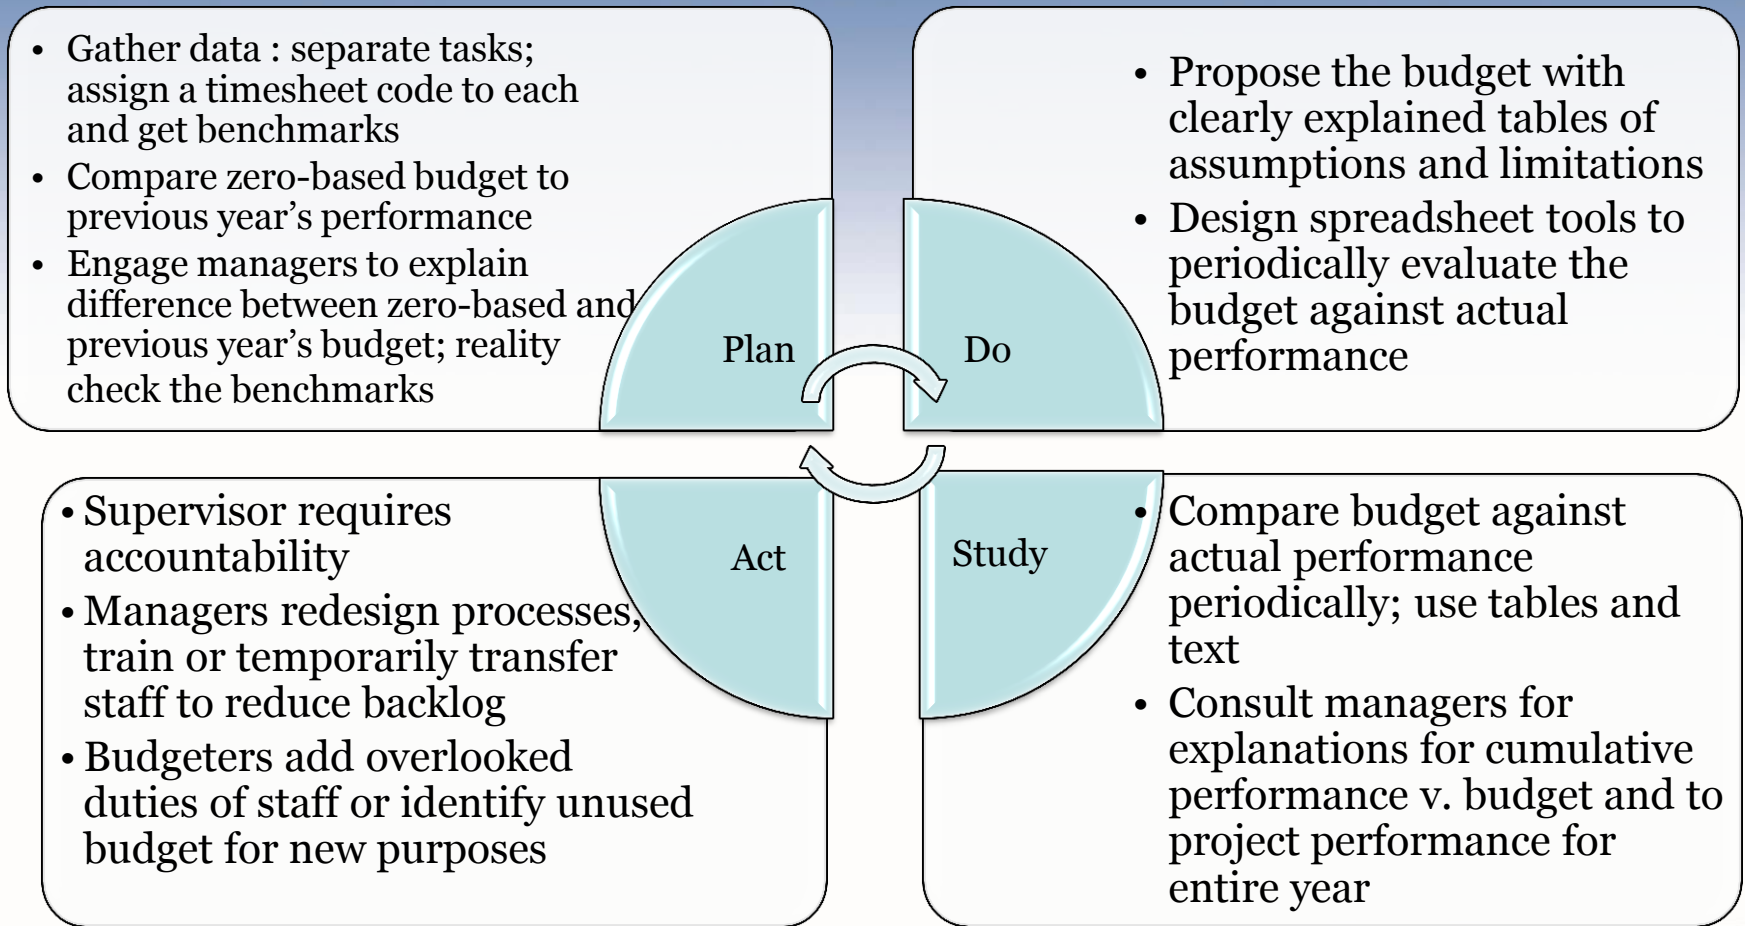 • Gather data : separate tasks;
assign a timesheet code to each
and get benchmarks
• Compare zero-based budget to
previous year’s performance
• Engage managers to explain
difference between zero-based and
previous year’s budget; reality
check the benchmarks
Plan
• Propose the budget with
clearly explained tables of
assumptions and limitations
• Design spreadsheet tools to
periodically evaluate the
budget against actual
performance
Do
• Supervisor requires
accountability
• Managers redesign processes,
train or temporarily transfer
staff to reduce backlog
• Budgeters add overlooked
duties of staff or identify unused
budget for new purposes
Act
Study
• Compare budget against
actual performance
periodically; use tables and
text
• Consult managers for
explanations for cumulative
performance v. budget and to
project performance for
entire year